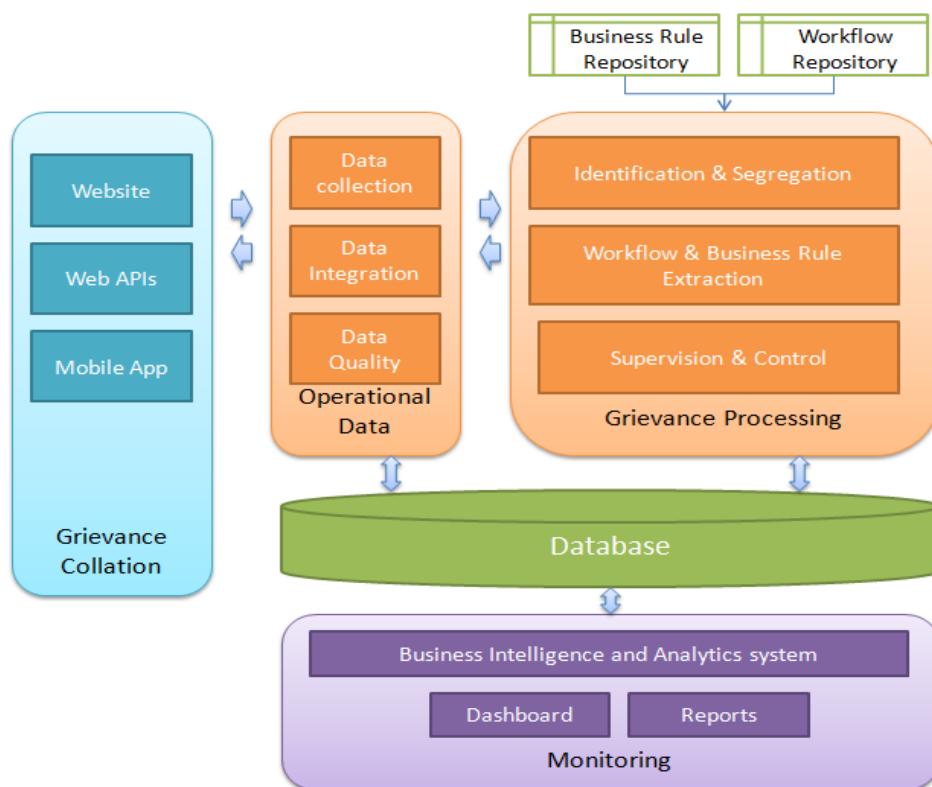 Business Rule
Repository
Workflow
Repository
Website
Web APIs
Mobile App
Grievance
Collation
Data
collection
Data
Integration
Data
Quality
Operational
Data
Identification & Segregation
Workflow & Business Rule
Extraction
Supervision & Control
Grievance Processing
Database
Business Intelligence and Analytics system
Dashboard
Reports
Monitoring